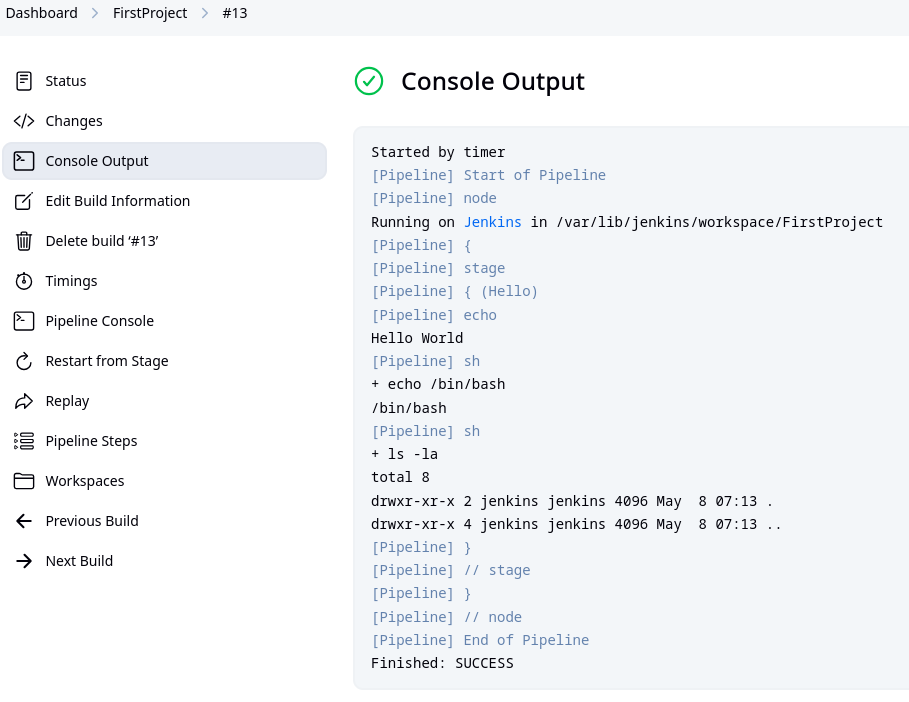 Dashboard > FirstProject > #13
Status
Changes
Console Output
Edit Build Information
Delete build ‘#13’
Timings
Pipeline Console
Restart from Stage
Replay
Pipeline Steps
Workspaces
Previous Build
Next Build
Console Output
Started by timer
[Pipeline] Start of Pipeline
[Pipeline] node
Running on Jenkins in /var/lib/jenkins/workspace/FirstProject
[Pipeline] {
[Pipeline] stage
[Pipeline] { (Hello)
[Pipeline] echo
Hello World
[Pipeline] sh
+ echo /bin/bash
/bin/bash
[Pipeline] sh
+ ls -la
total 8
drwxr-xr-x 2 jenkins jenkins 4096 May  8 07:13 .
drwxr-xr-x 4 jenkins jenkins 4096 May  8 07:13 ..
[Pipeline] }
[Pipeline] // stage
[Pipeline] }
[Pipeline] // node
[Pipeline] End of Pipeline
Finished: SUCCESS